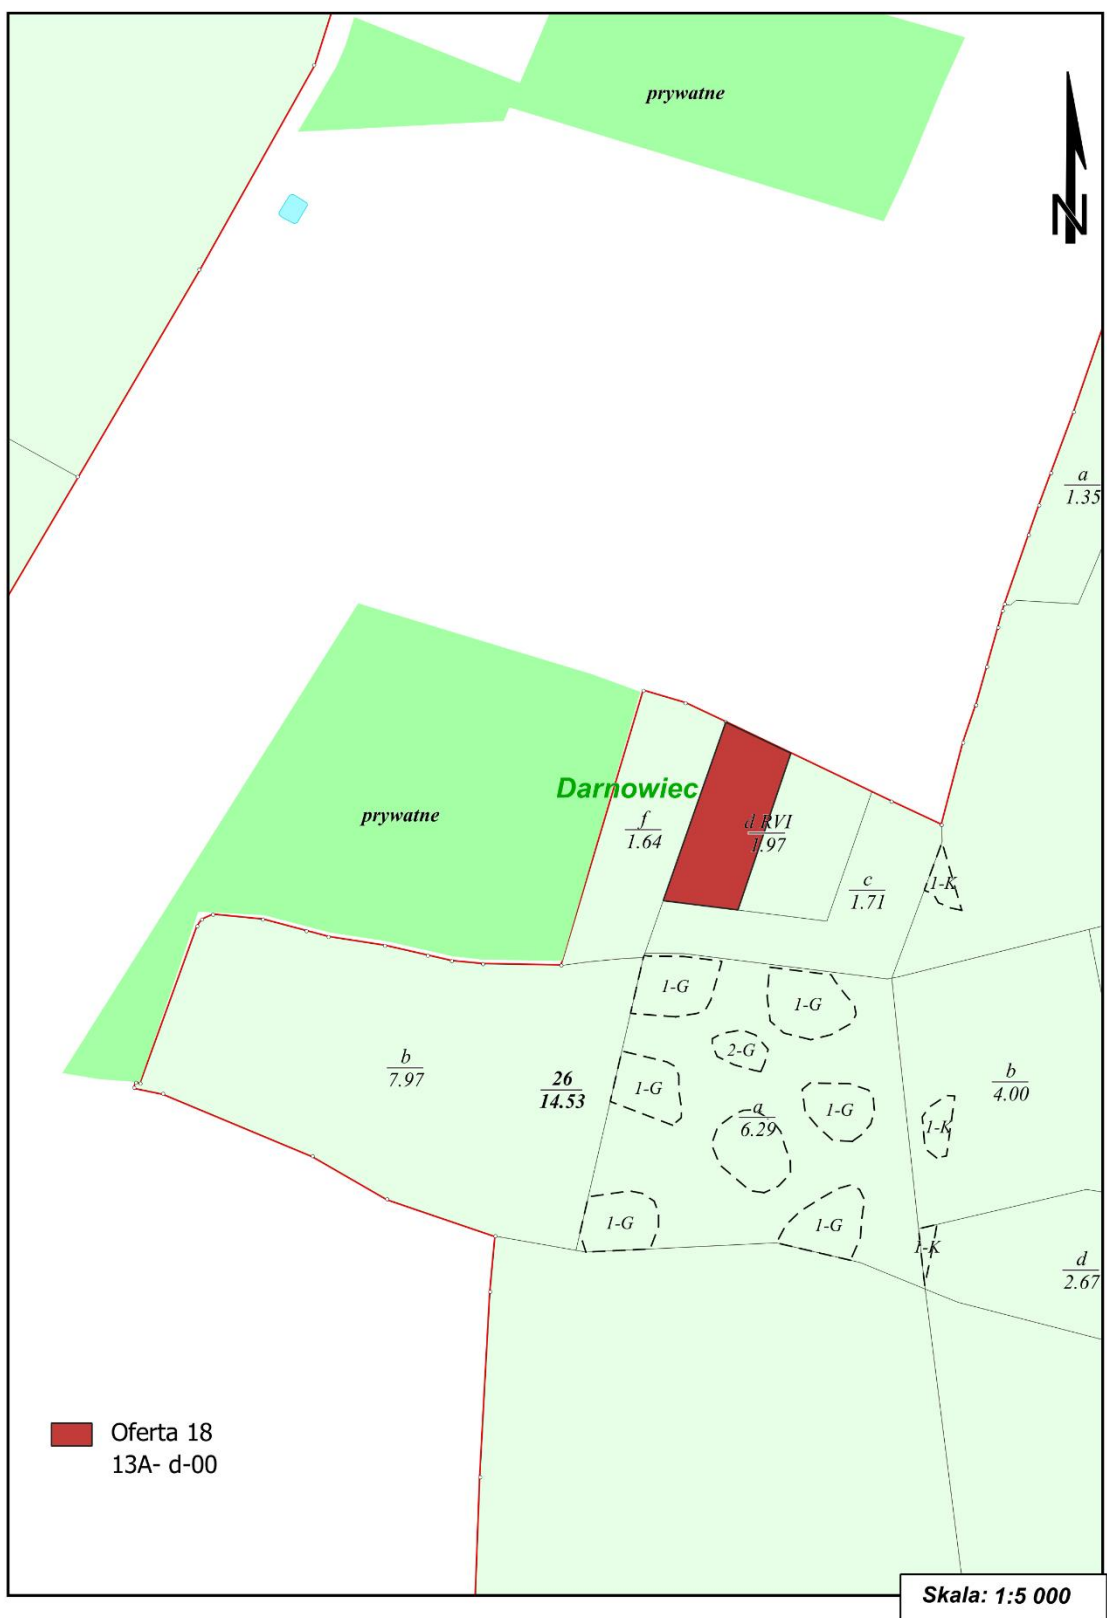 prywatne
N
a
1.35
Darnowiec
prywatne
f
1.64
d RVI
1.97
c
1.71
1-K
1-G
1-G
2-G
b
7.97
26
14.53
1-G
a
6.29
1-G
b
4.00
1-K
1-G
1-G
1-K
d
2.67
Oferta 18
13A- d-00
Skala: 1:5 000